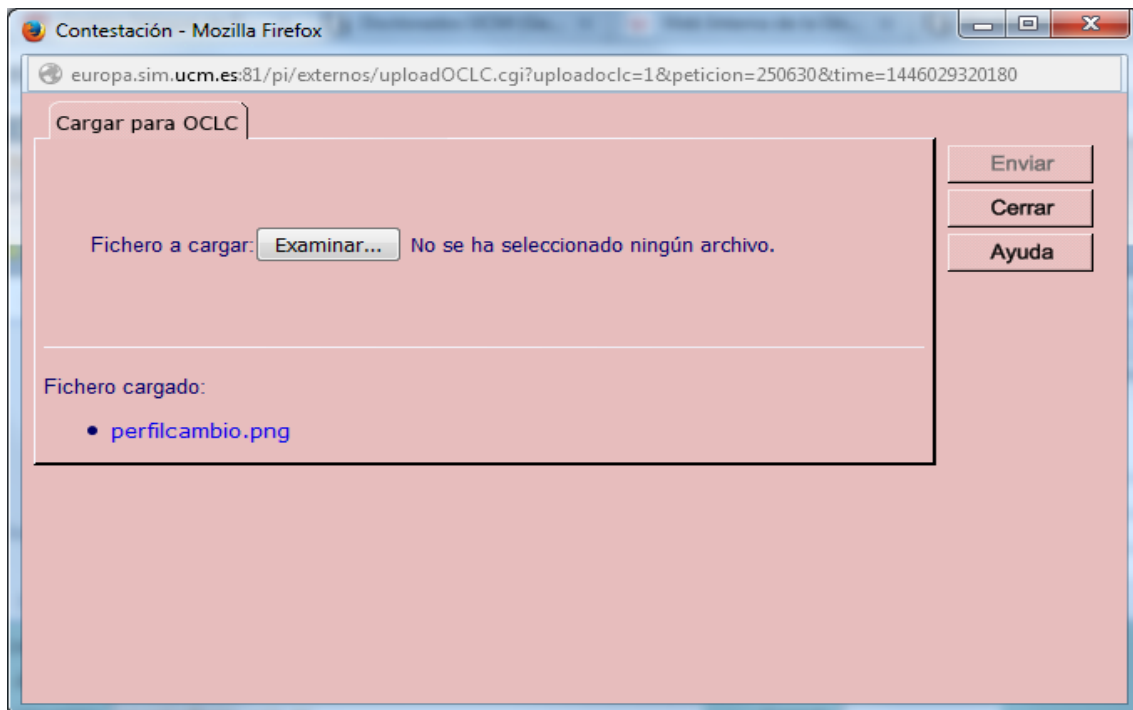 Contestación - Mozilla Firefox
europa.sim.ucm.es:81/pi/externos/uploadOCLC.cgi?uploadoclc=1&peticion=250630&time=1446029320180
Cargar para OCLC
Enviar
Cerrar
Ayuda
Fichero a cargar: Examinar... No se ha seleccionado ningún archivo.
Fichero cargado:
• perfilcambio.png